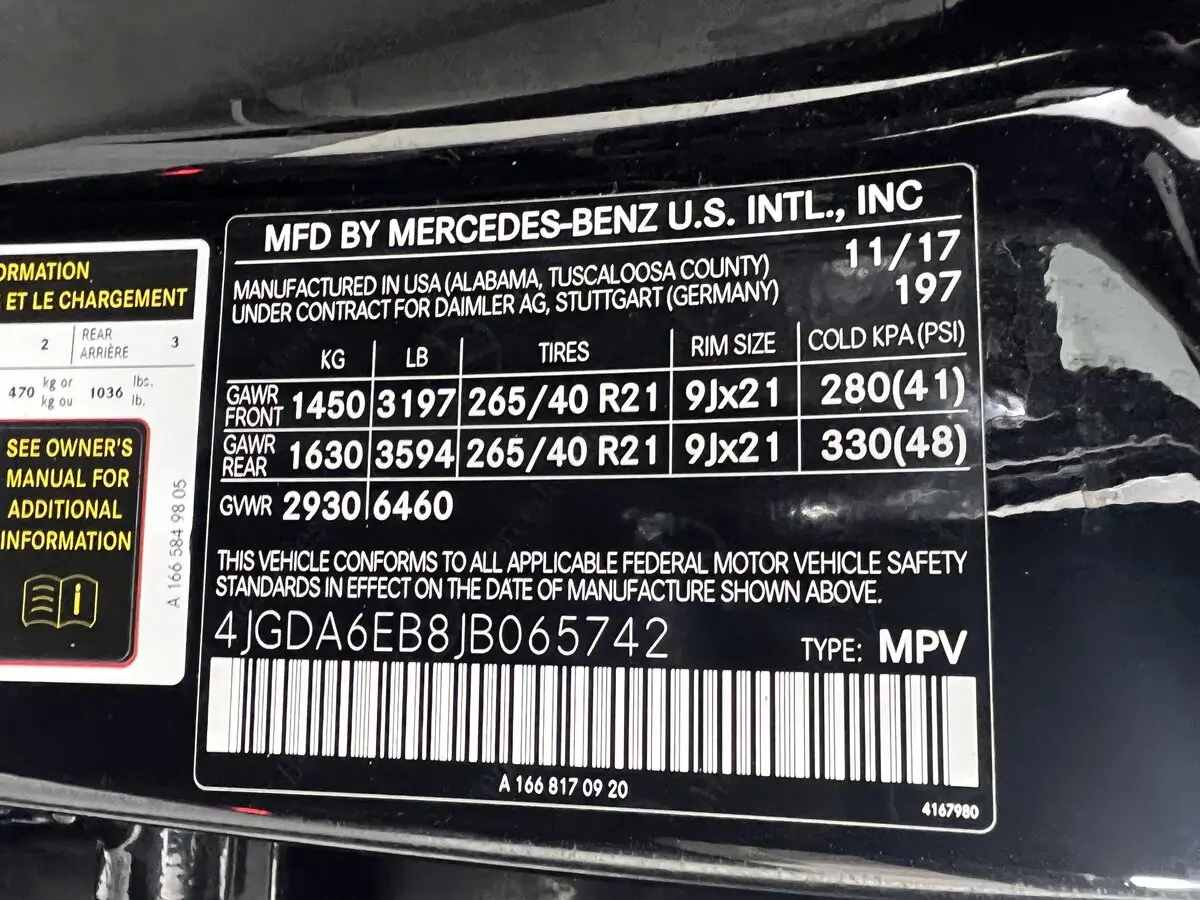 ORMATION
ET LE CHARGEMENT
2 REAR ARRIÈRE 3
470 kg or kg ou 1036 lbs. lb.
SEE OWNER'S
MANUAL FOR
ADDITIONAL
INFORMATION
i
A 166 584 98 05
MFD BY MERCEDES-BENZ U.S. INTL., INC
MANUFACTURED IN USA (ALABAMA, TUSCALOOSA COUNTY) 11/17
UNDER CONTRACT FOR DAIMLER AG, STUTTGART (GERMANY) 197
KG LB TIRES RIM SIZE COLD KPA (PSI)
GAWR FRONT 1450 3197 265/40 R21 9Jx21 280(41)
GAWR REAR 1630 3594 265/40 R21 9Jx21 330(48)
GVWR 2930 6460
THIS VEHICLE CONFORMS TO ALL APPLICABLE FEDERAL MOTOR VEHICLE SAFETY
STANDARDS IN EFFECT ON THE DATE OF MANUFACTURE SHOWN ABOVE.
4JGDA6EB8JB065742 TYPE: MPV
A 166 817 09 20
4167980